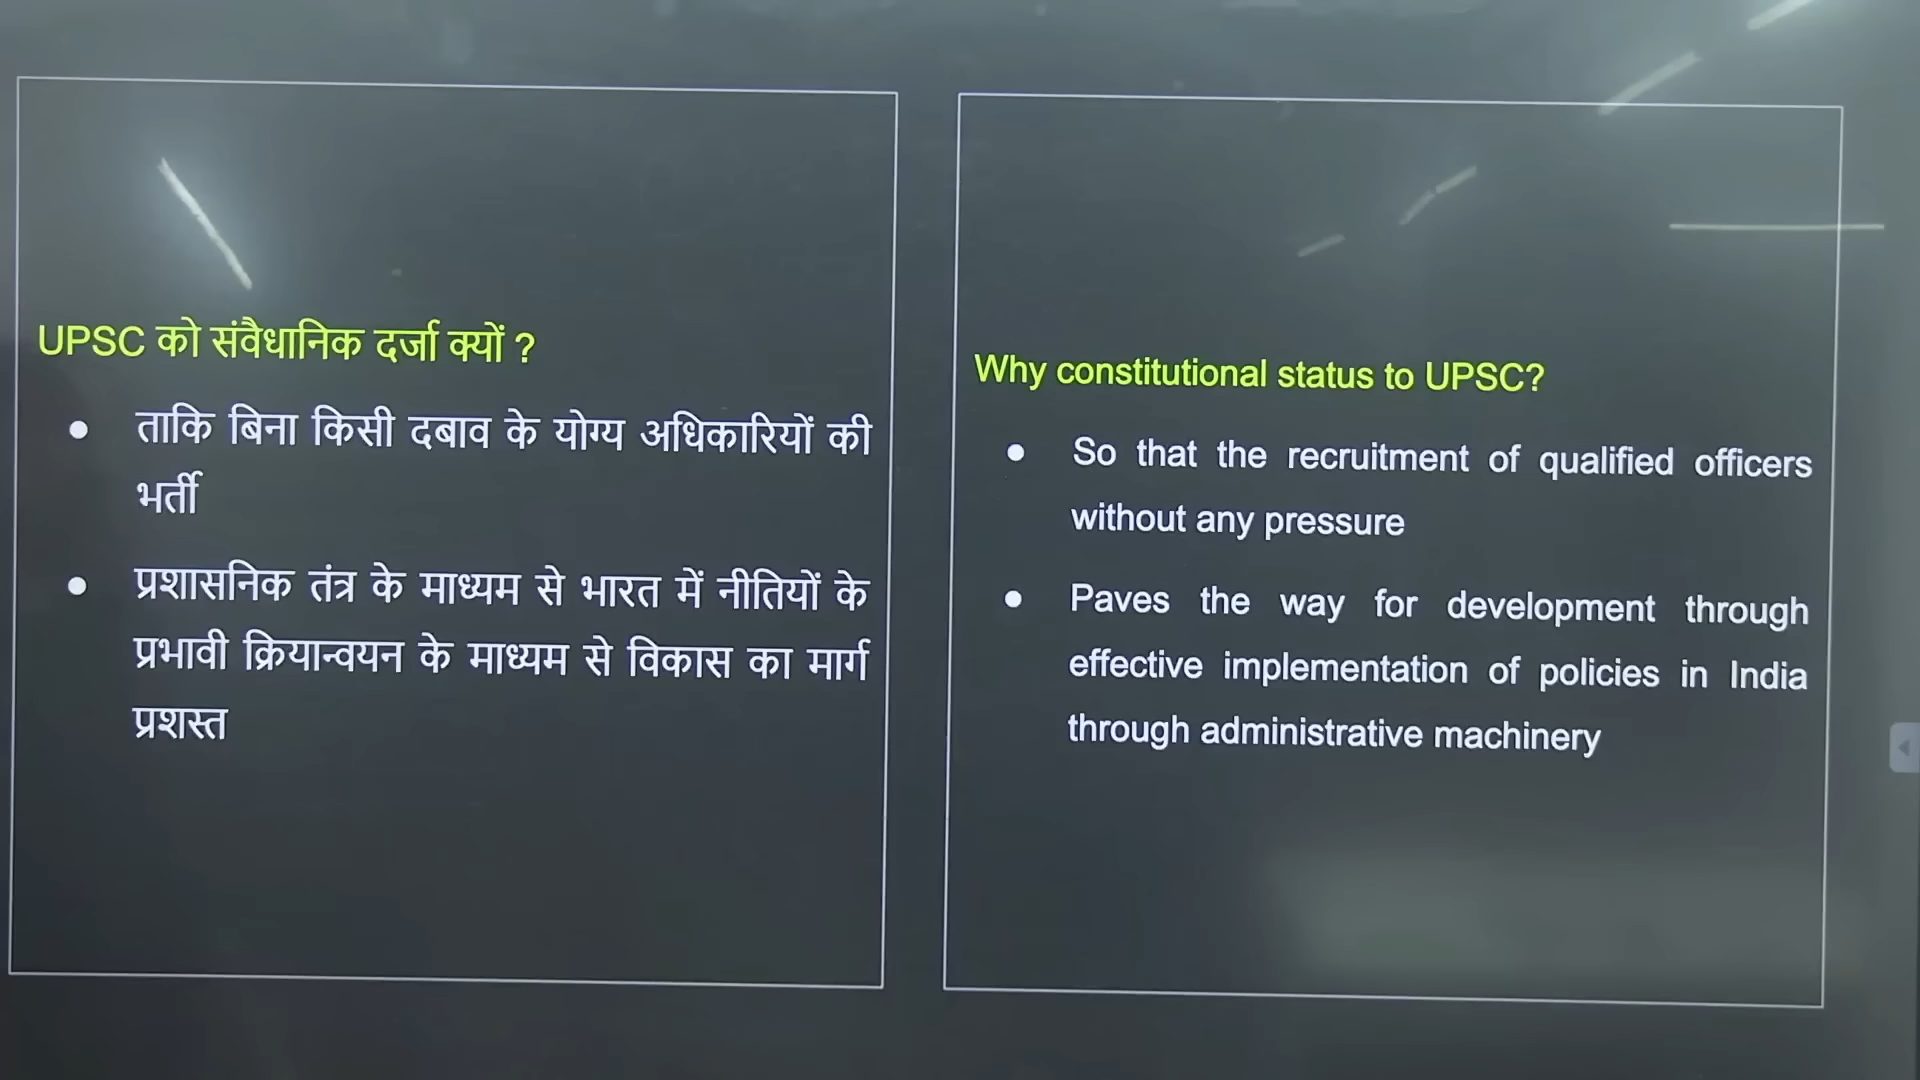 UPSC को संवैधानिक दर्जा क्यों ?
● ताकि बिना किसी दबाव के योग्य अधिकारियों की
भर्ती
● प्रशासनिक तंत्र के माध्यम से भारत में नीतियों के
प्रभावी क्रियान्वयन के माध्यम से विकास का मार्ग
प्रशस्त
Why constitutional status to UPSC?
● So that the recruitment of qualified officers
without any pressure
● Paves the way for development through
effective implementation of policies in India
through administrative machinery